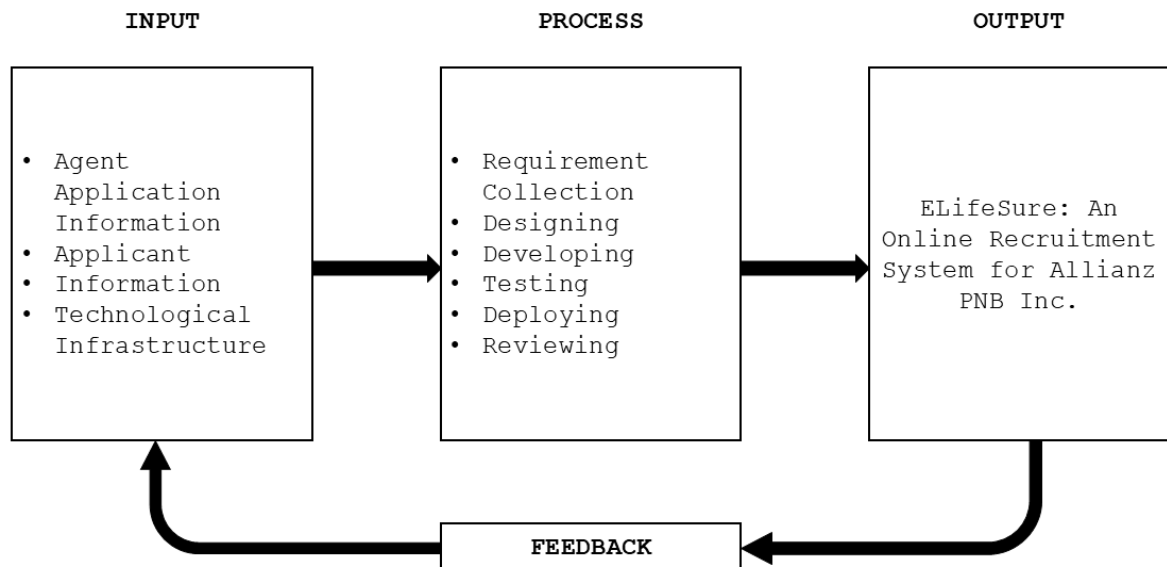 INPUT
PROCESS
OUTPUT
• Agent
Application
Information
• Applicant
• Information
• Technological
Infrastructure
• Requirement
Collection
• Designing
• Developing
• Testing
• Deploying
• Reviewing
ELifeSure: An
Online Recruitment
System for Allianz
PNB Inc.
FEEDBACK